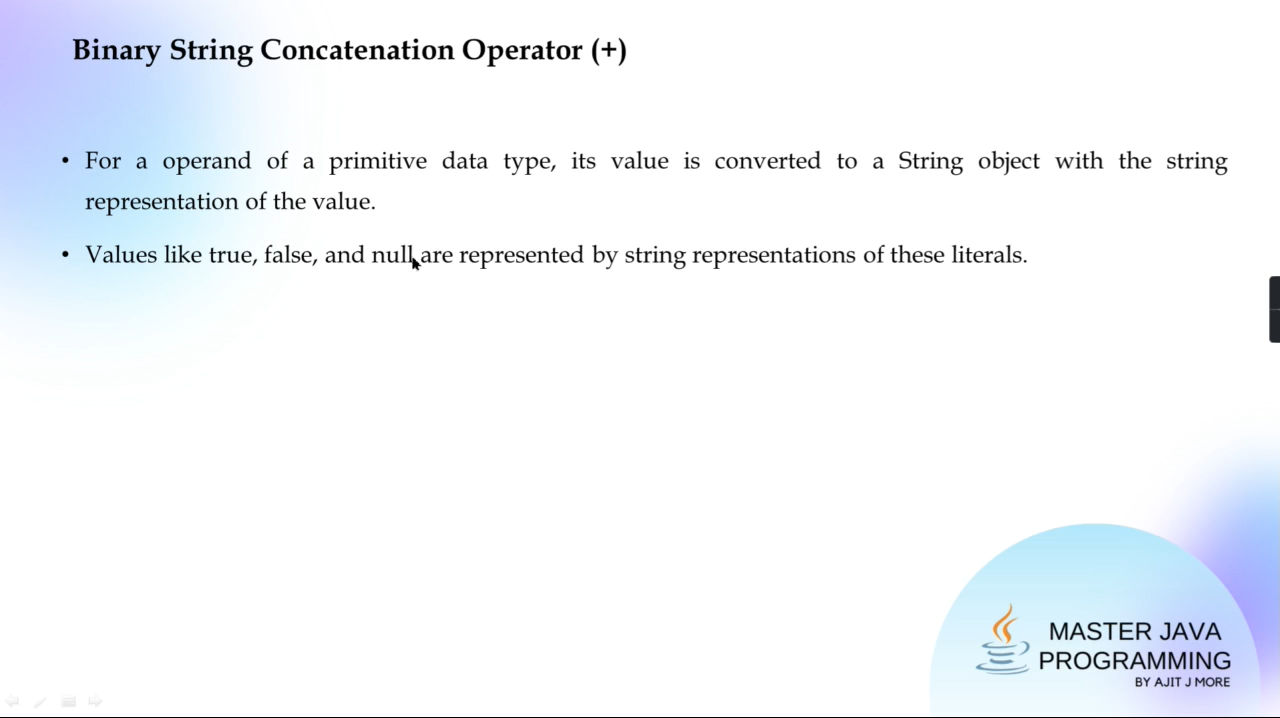 Binary String Concatenation Operator (+)
• For a operand of a primitive data type, its value is converted to a String object with the string
representation of the value.
• Values like true, false, and null are represented by string representations of these literals.
MASTER JAVA
PROGRAMMING
BY AJIT J MORE